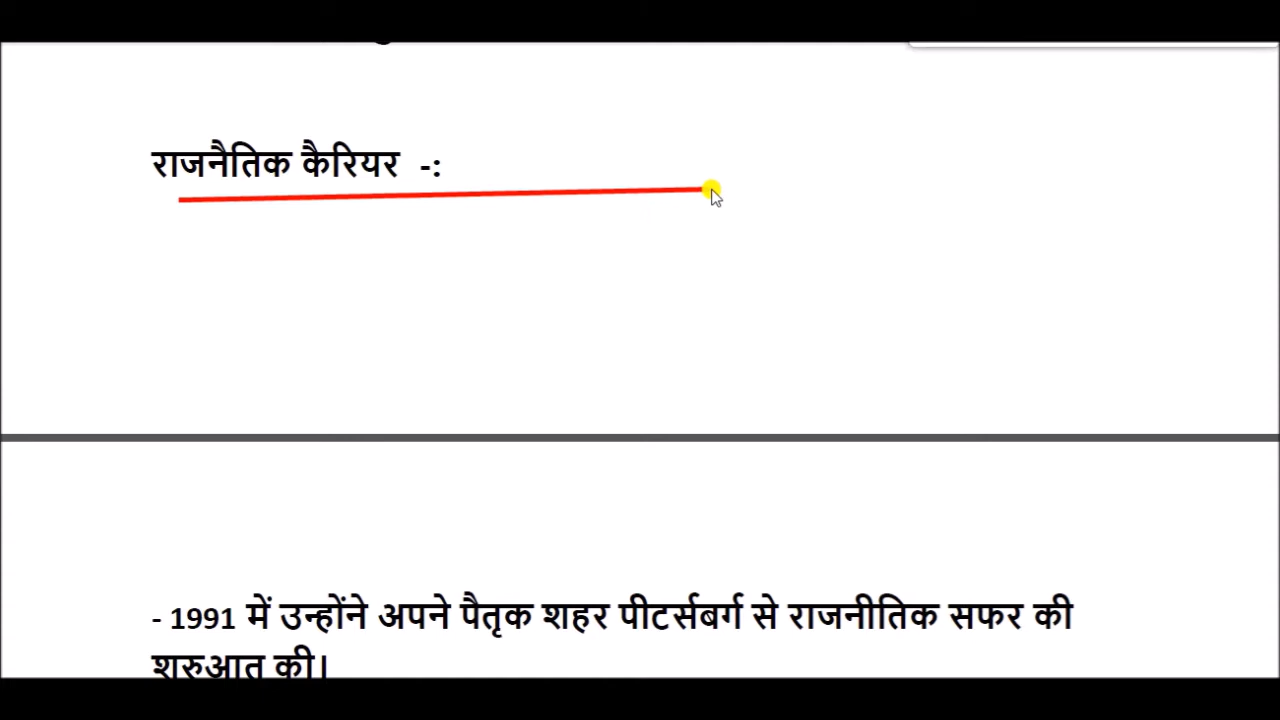 राजनैतिक कैरियर -:
- 1991 में उन्होंने अपने पैतृक शहर पीटर्सबर्ग से राजनीतिक सफर की
शुरुआत की।